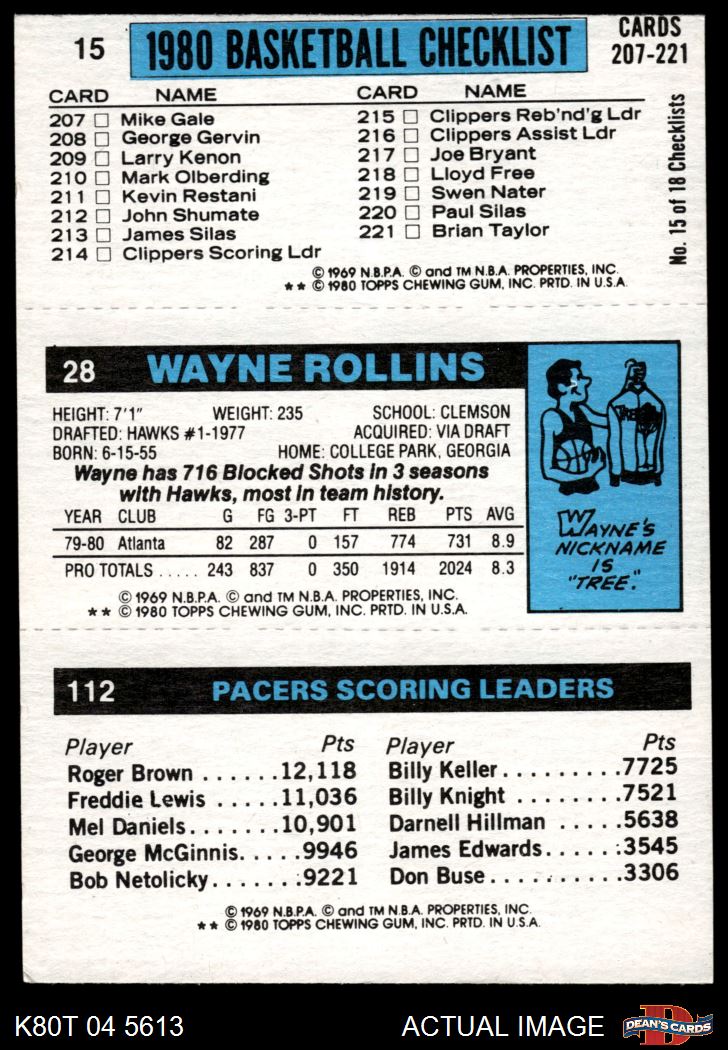 15 1980 BASKETBALL CHECKLIST CARDS 207-221
CARD NAME CARD NAME
207 Mike Gale
208 George Gervin
209 Larry Kenon
210 Mark Olberding
211 Kevin Restani
212 John Shumate
213 James Silas
214 Clippers Scoring Ldr
215 Clippers Reb'nd'g Ldr
216 Clippers Assist Ldr
217 Joe Bryant
218 Lloyd Free
219 Swen Nater
220 Paul Silas
221 Brian Taylor
No. 15 of 18 Checklists
© 1969 N.B.P.A. © and TM N.B.A. PROPERTIES, INC.
** © 1980 TOPPS CHEWING GUM, INC. PRTD. IN U.S.A.
28 WAYNE ROLLINS
HEIGHT: 7'1" WEIGHT: 235 SCHOOL: CLEMSON
DRAFTED: HAWKS #1-1977 ACQUIRED: VIA DRAFT
BORN: 6-15-55 HOME: COLLEGE PARK, GEORGIA
Wayne has 716 Blocked Shots in 3 seasons
with Hawks, most in team history.
YEAR CLUB G FG 3-PT FT REB PTS AVG
79-80 Atlanta 82 287 0 157 774 731 8.9
PRO TOTALS ..... 243 837 0 350 1914 2024 8.3
© 1969 N.B.P.A. © and TM N.B.A. PROPERTIES, INC.
** © 1980 TOPPS CHEWING GUM, INC. PRTD. IN U.S.A.
WAYNE'S
NICKNAME
IS
"TREE."
112 PACERS SCORING LEADERS
Player Pts Player Pts
Roger Brown ......12,118 Billy Keller.........7725
Freddie Lewis .....11,036 Billy Knight ........7521
Mel Daniels.......10,901 Darnell Hillman .....5638
George McGinnis.....9946 James Edwards......3545
Bob Netolicky.......9221 Don Buse ..........3306
© 1969 N.B.P.A. © and TM N.B.A. PROPERTIES, INC.
** © 1980 TOPPS CHEWING GUM, INC. PRTD. IN U.S.A.
K80T 04 5613 ACTUAL IMAGE D DEAN'S CARDS